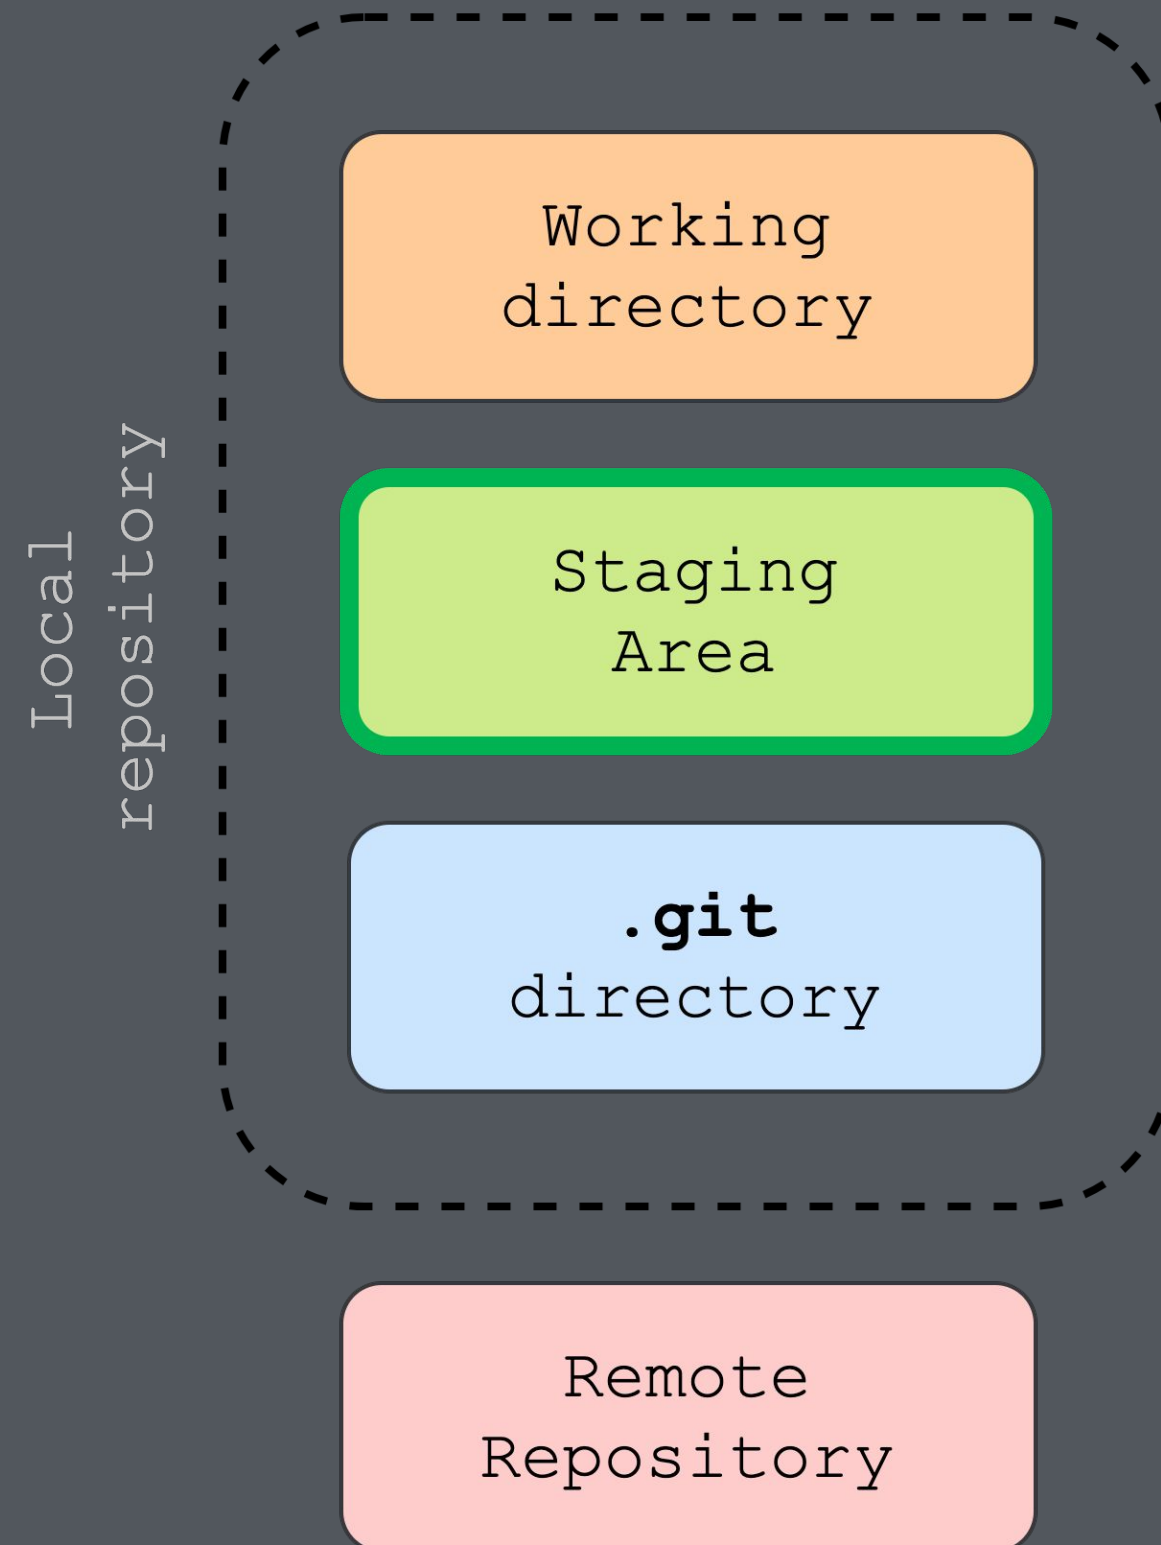 Local
repository
Working
directory
Staging
Area
.git
directory
Remote
Repository